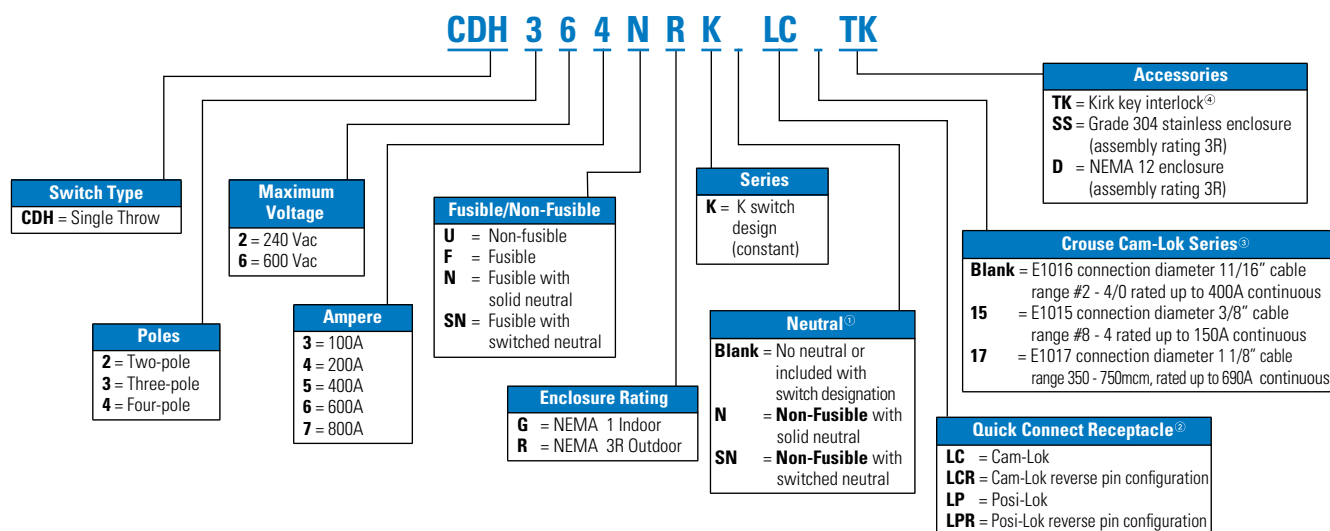 CDH 3 6 4 N R K LC TK
Accessories
TK = Kirk key interlock④
SS = Grade 304 stainless enclosure
(assembly rating 3R)
D = NEMA 12 enclosure
(assembly rating 3R)
Switch Type
CDH = Single Throw
Maximum
Voltage
2 = 240 Vac
6 = 600 Vac
Fusible/Non-Fusible
U = Non-fusible
F = Fusible
N = Fusible with
solid neutral
SN = Fusible with
switched neutral
Series
K = K switch
design
(constant)
Crouse Cam-Lok Series③
Blank = E1016 connection diameter 11/16” cable
range #2 - 4/0 rated up to 400A continuous
15 = E1015 connection diameter 3/8” cable
range #8 - 4 rated up to 150A continuous
17 = E1017 connection diameter 1 1/8” cable
range 350 - 750mcm, rated up to 690A continuous
Poles
2 = Two-pole
3 = Three-pole
4 = Four-pole
Ampere
3 = 100A
4 = 200A
5 = 400A
6 = 600A
7 = 800A
Enclosure Rating
G = NEMA 1 Indoor
R = NEMA 3R Outdoor
Neutral①
Blank = No neutral or
included with
switch designation
N = Non-Fusible with
solid neutral
SN = Non-Fusible with
switched neutral
Quick Connect Receptacle②
LC = Cam-Lok
LCR = Cam-Lok reverse pin configuration
LP = Posi-Lok
LPR = Posi-Lok reverse pin configuration